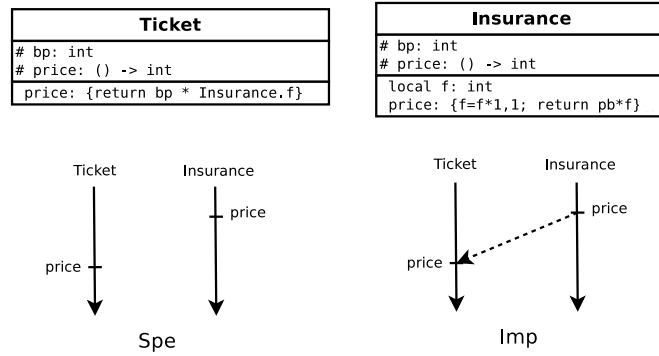 Ticket
# bp: int
# price: () -> int
price: {return bp * Insurance.f}
Insurance
# bp: int
# price: () -> int
local f: int
price: {f=f*1,1; return pb*f}
Ticket
Insurance
price
price
Spe
Ticket
Insurance
price
price
Imp